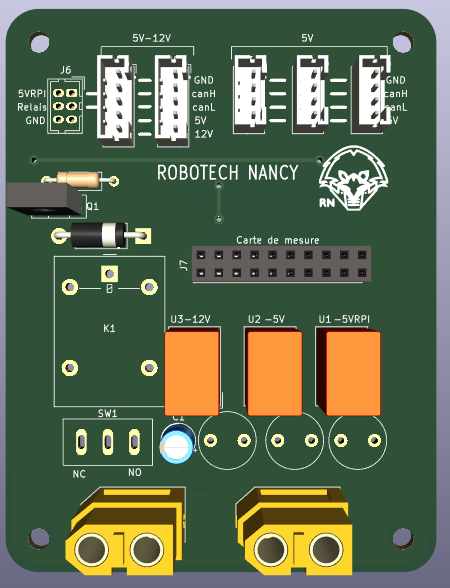 5V-12V
5V
J6
5VRPI
Relais
GND
GND
canH
canL
5V
12V
GND
canH
canL
5V
ROBOTECH NANCY
RN
Q1
Carte de mesure
J7
K1
U3-12V
U2 -5V
U1 -5VRPI
SW1
C1
NC
NO